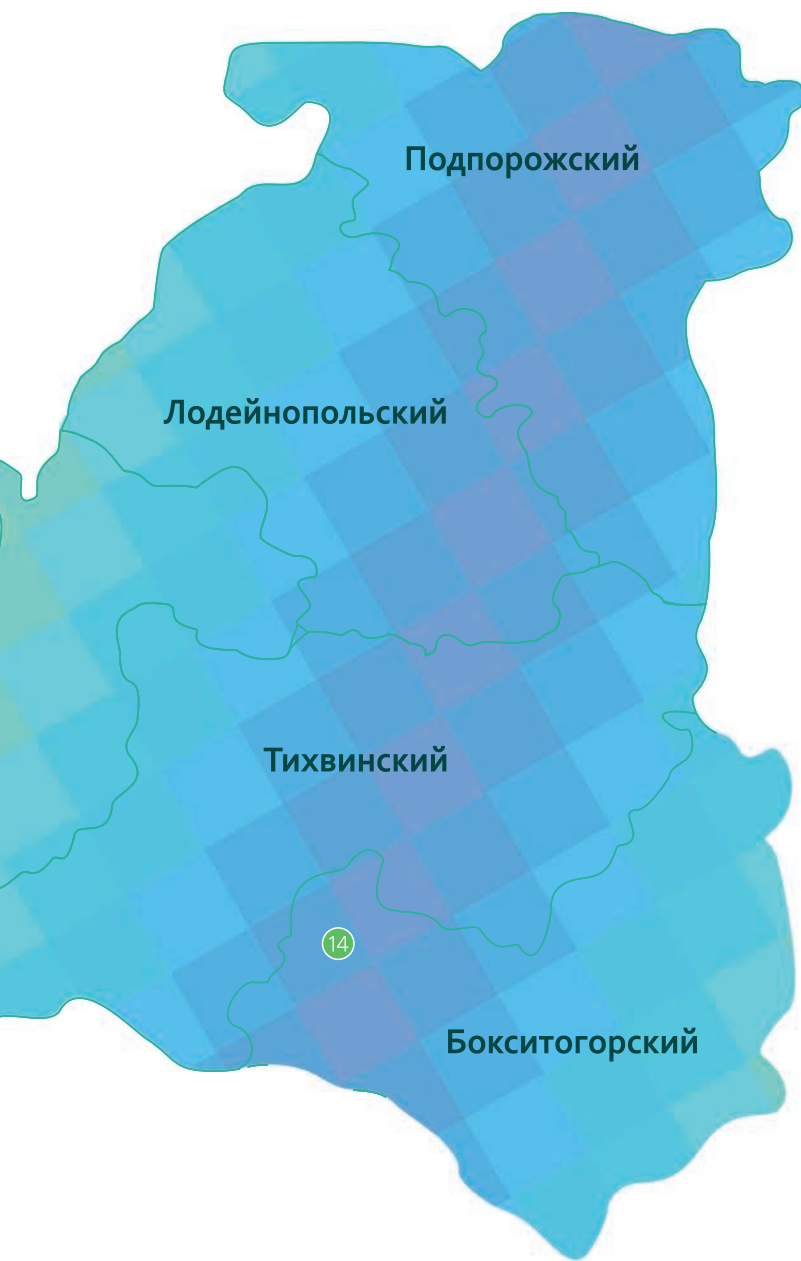 Подпорожский
Лодейнопольский
Тихвинский
14
Бокситогорский